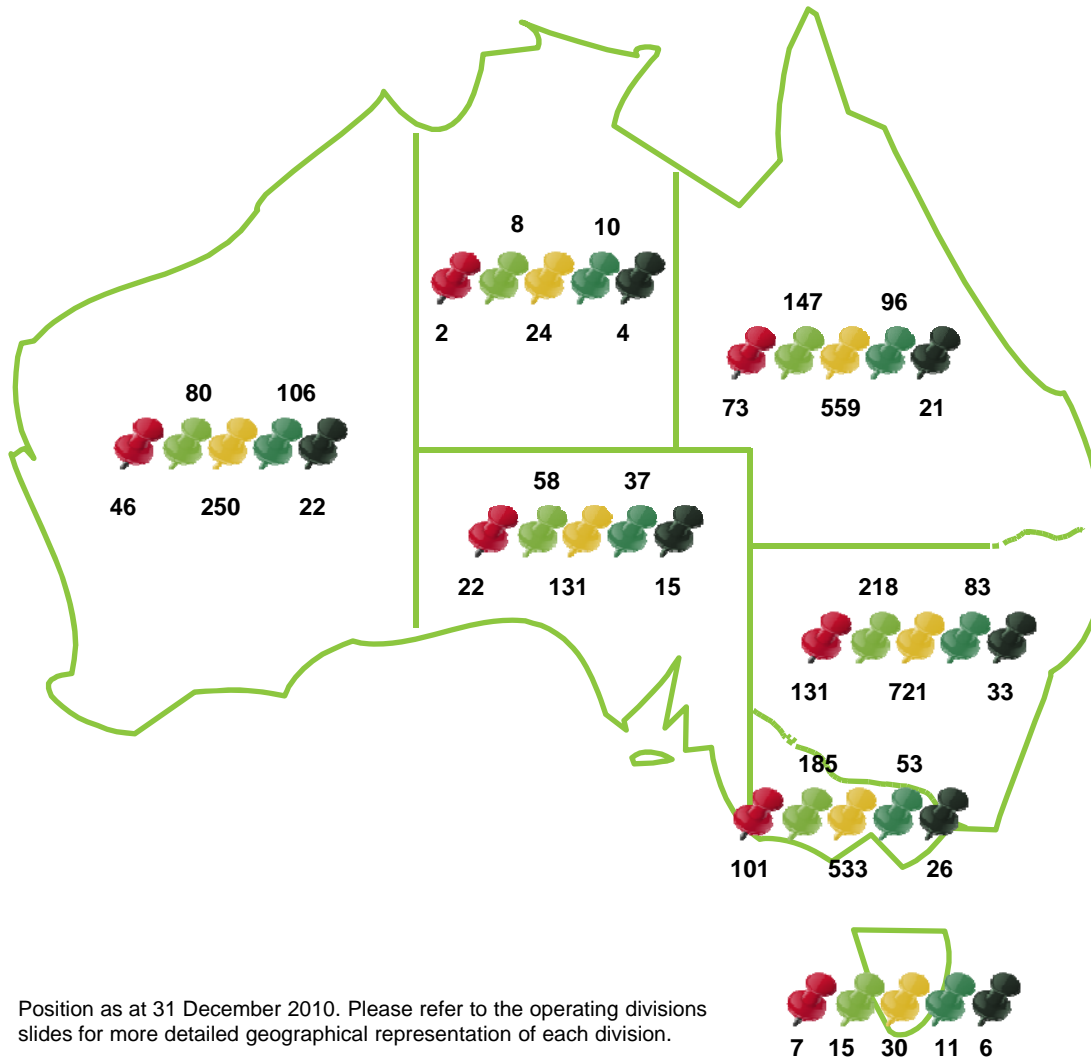 8 10
2 24 4
147 96
73 559 21
80 106
46 250 22
58 37
22 131 15
218 83
131 721 33
185 53
101 533 26
Position as at 31 December 2010. Please refer to the operating divisions
slides for more detailed geographical representation of each division.
7 15 30 11 6